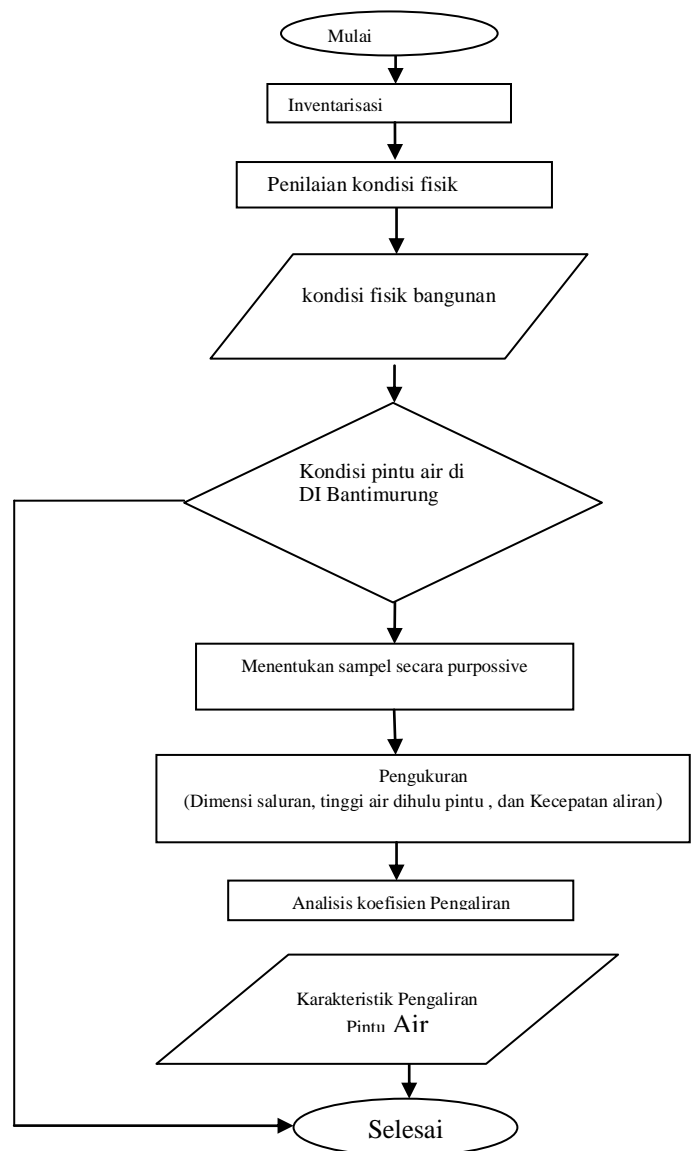 Mulai
Inventarisasi
Penilaian kondisi fisik
kondisi fisik bangunan
Kondisi pintu air di
DI Bantimurung
Menentukan sampel secara purpossive
Pengukuran
(Dimensi saluran, tinggi air dihulu pintu , dan Kecepatan aliran)
Analisis koefisien Pengaliran
Karakteristik Pengaliran
Pintu Air
Selesai